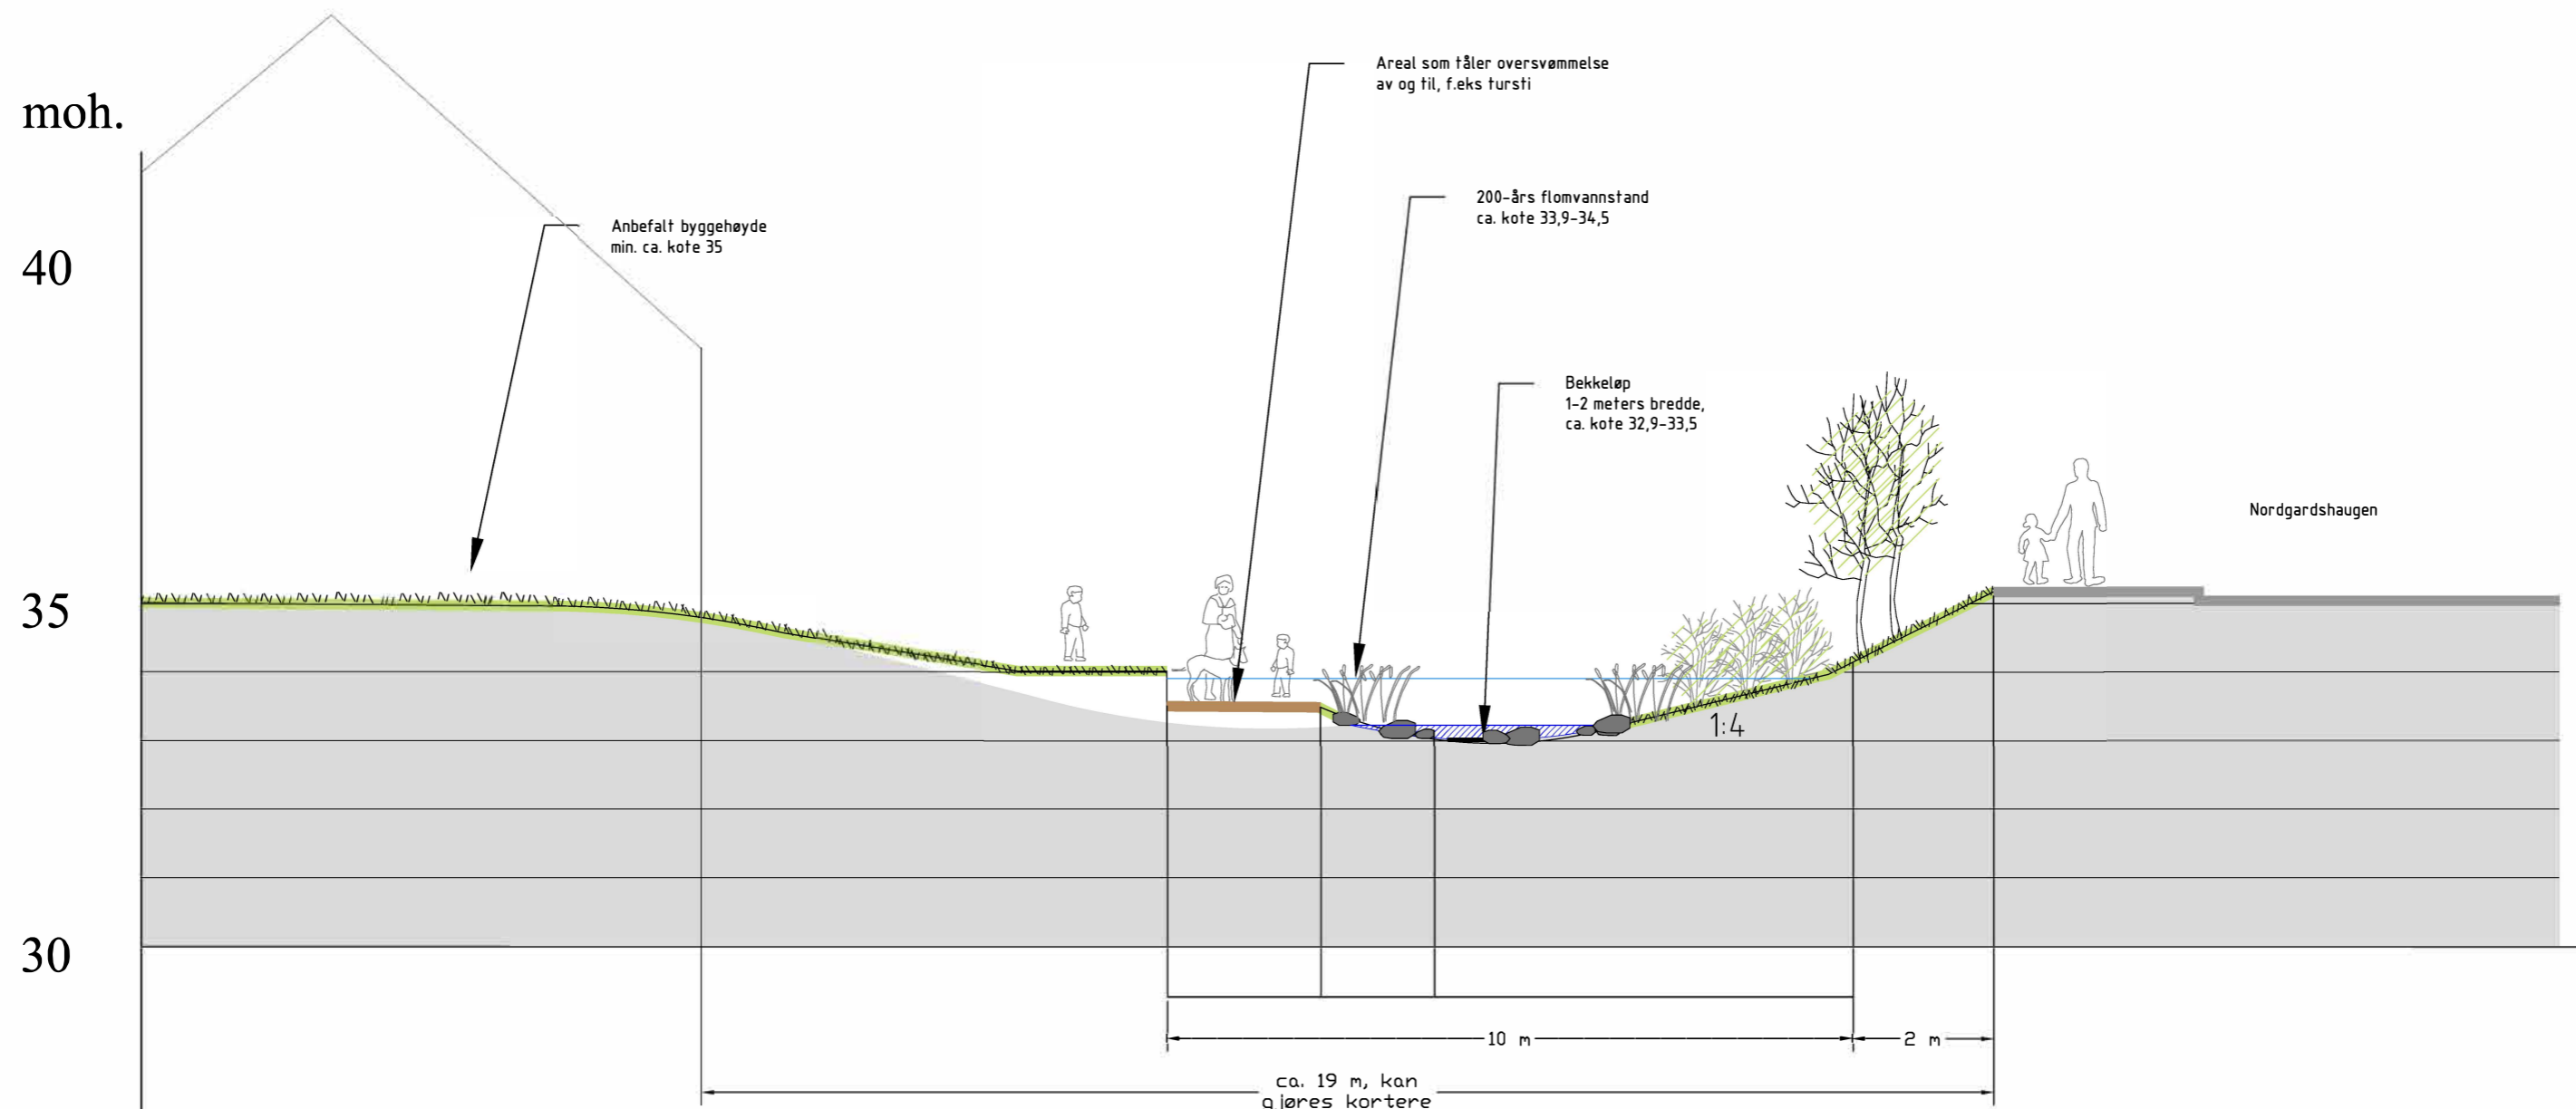 moh.
40
35
30
Areal som tåler oversvømmelse
av og til, f.eks tursti
200-års flomvannstand
ca. kote 33,9-34,5
Anbefalt byggehøyde
min. ca. kote 35
Bekkeløp
1-2 meters bredde,
ca. kote 32,9-33,5
Nordgardshaugen
1:4
10 m
2 m
ca. 19 m, kan
gjøres kortere